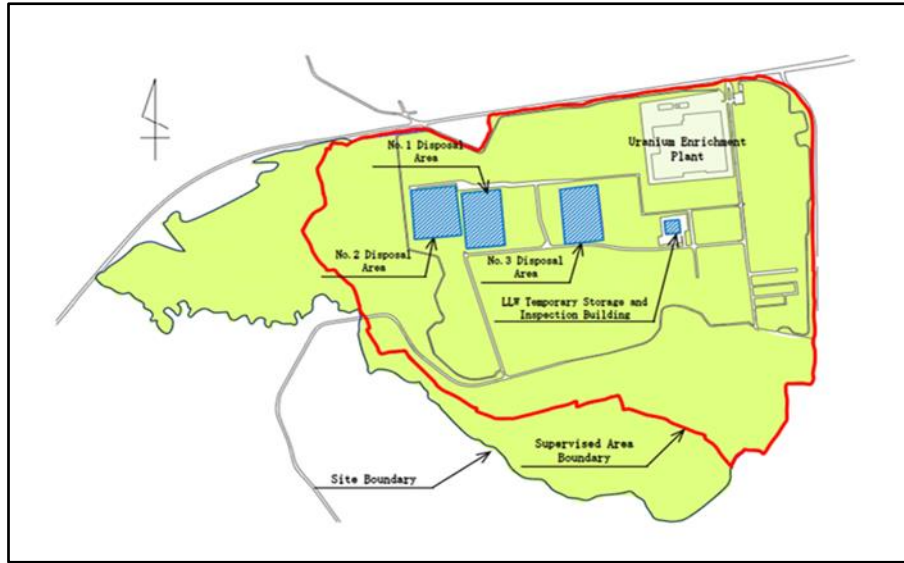 No.1 Disposal
Area
Uranium Enrichment
Plant
No.2 Disposal
Area
No.3 Disposal
Area
LLW Temporary Storage and
Inspection Building
Supervised Area
Boundary
Site Boundary